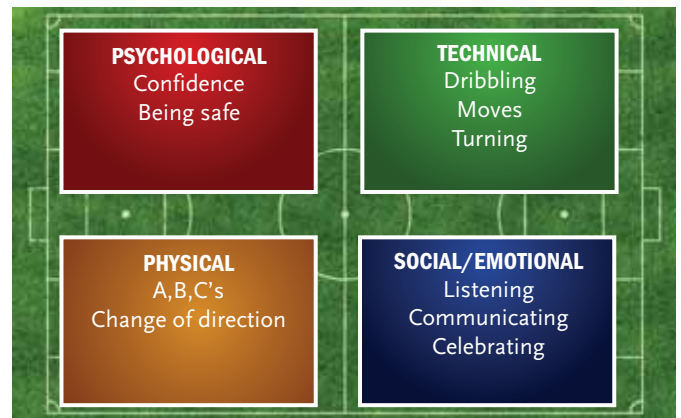 PSYCHOLOGICAL
Confidence
Being safe
TECHNICAL
Dribbling
Moves
Turning
PHYSICAL
A,B,C’s
Change of direction
SOCIAL/EMOTIONAL
Listening
Communicating
Celebrating